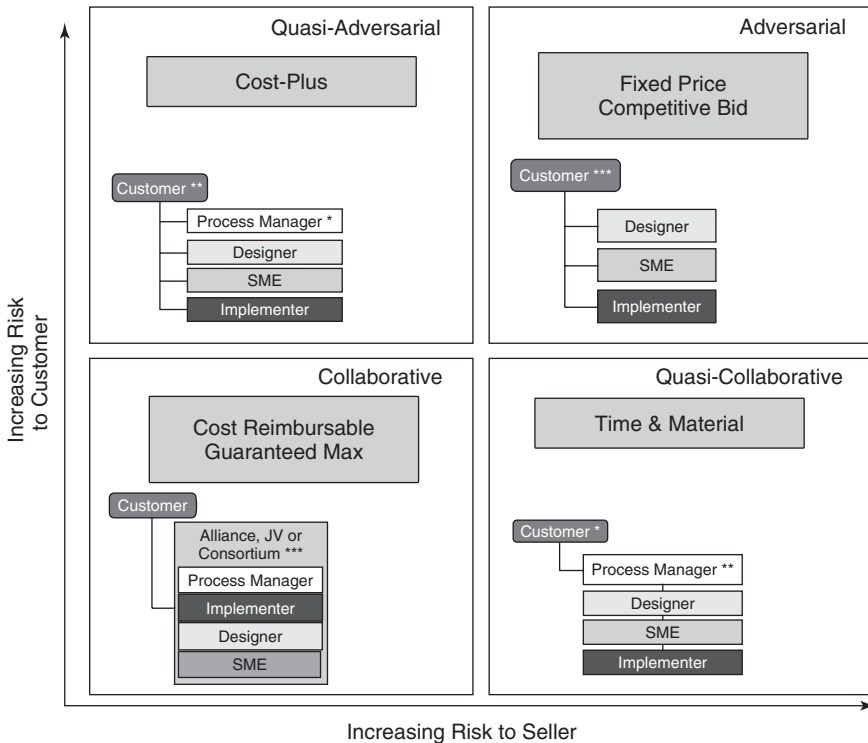 Increasing Risk
to Customer
Quasi-Adversarial
Cost-Plus
Customer **
Process Manager *
Designer
SME
Implementer
Adversarial
Fixed Price
Competitive Bid
Customer ***
Designer
SME
Implementer
Collaborative
Cost Reimbursable
Guaranteed Max
Customer
Alliance, JV or
Consortium ***
Process Manager
Implementer
Designer
SME
Quasi-Collaborative
Time & Material
Customer *
Process Manager **
Designer
SME
Implementer
Increasing Risk to Seller